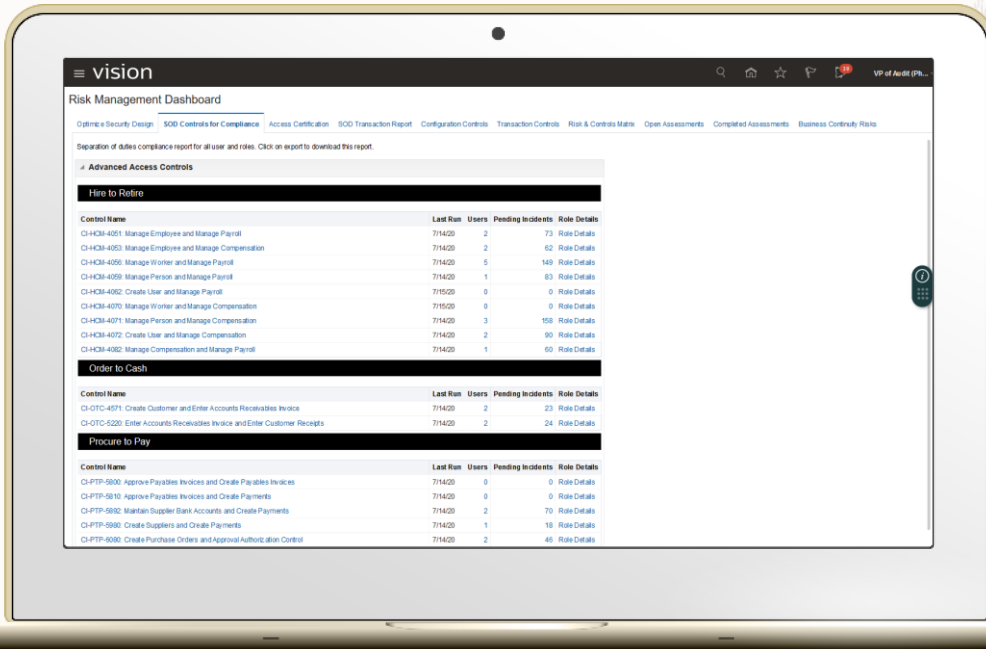 vision
38
VP of Audit (Ph...
Risk Management Dashboard
Optimize Security Design SOD Controls for Compliance Access Certification SOD Transaction Report Configuration Controls Transaction Controls Risk & Controls Matrix Open Assessments Completed Assessments Business Continuity Risks
Separation of duties compliance report for all user and roles. Click on export to download this report.
Advanced Access Controls
Hire to Retire
Control Name Last Run Users Pending Incidents Role Details
CI-HCM-4051: Manage Employee and Manage Payroll 7/14/20 2 73 Role Details
CI-HCM-4053: Manage Employee and Manage Compensation 7/14/20 2 62 Role Details
CI-HCM-4056: Manage Worker and Manage Payroll 7/14/20 5 149 Role Details
CI-HCM-4059: Manage Person and Manage Payroll 7/14/20 1 83 Role Details
CI-HCM-4062: Create User and Manage Payroll 7/15/20 0 0 Role Details
CI-HCM-4070: Manage Worker and Manage Compensation 7/15/20 0 0 Role Details
CI-HCM-4071: Manage Person and Manage Compensation 7/14/20 3 158 Role Details
CI-HCM-4072: Create User and Manage Compensation 7/14/20 2 90 Role Details
CI-HCM-4082: Manage Compensation and Manage Payroll 7/14/20 1 60 Role Details
Order to Cash
Control Name Last Run Users Pending Incidents Role Details
CI-OTC-4571: Create Customer and Enter Accounts Receivables Invoice 7/14/20 2 23 Role Details
CI-OTC-5220: Enter Accounts Receivables Invoice and Enter Customer Receipts 7/14/20 2 24 Role Details
Procure to Pay
Control Name Last Run Users Pending Incidents Role Details
CI-PTP-5800: Approve Payables Invoices and Create Payables Invoices 7/14/20 0 0 Role Details
CI-PTP-5810: Approve Payables Invoices and Create Payments 7/14/20 0 0 Role Details
CI-PTP-5892: Maintain Supplier Bank Accounts and Create Payments 7/14/20 2 70 Role Details
CI-PTP-5980: Create Suppliers and Create Payments 7/14/20 1 18 Role Details
CI-PTP-6080: Create Purchase Orders and Approval Authorization Control 7/14/20 2 46 Role Details